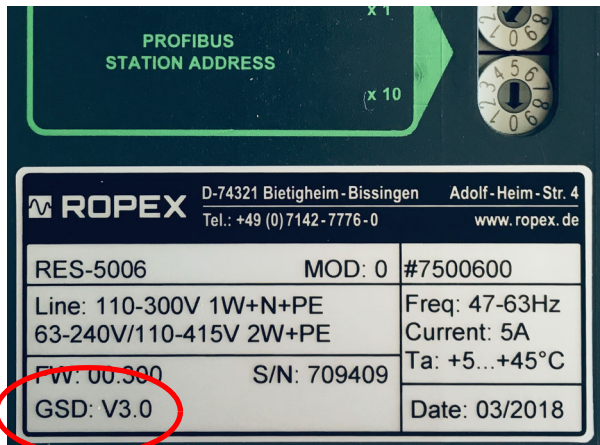 x 1
PROFIBUS
STATION ADDRESS
x 10
ROPEX
D-74321 Bietigheim-Bissingen Adolf-Heim-Str. 4
Tel.: +49 (0) 7142-7776-0 www.ropex.de
RES-5006 MOD: 0 #7500600
Line: 110-300V 1W+N+PE Freq: 47-63Hz
63-240V/110-415V 2W+PE Current: 5A
Ta: +5...+45°C
FW: 00.300 S/N: 709409
GSD: V3.0 Date: 03/2018